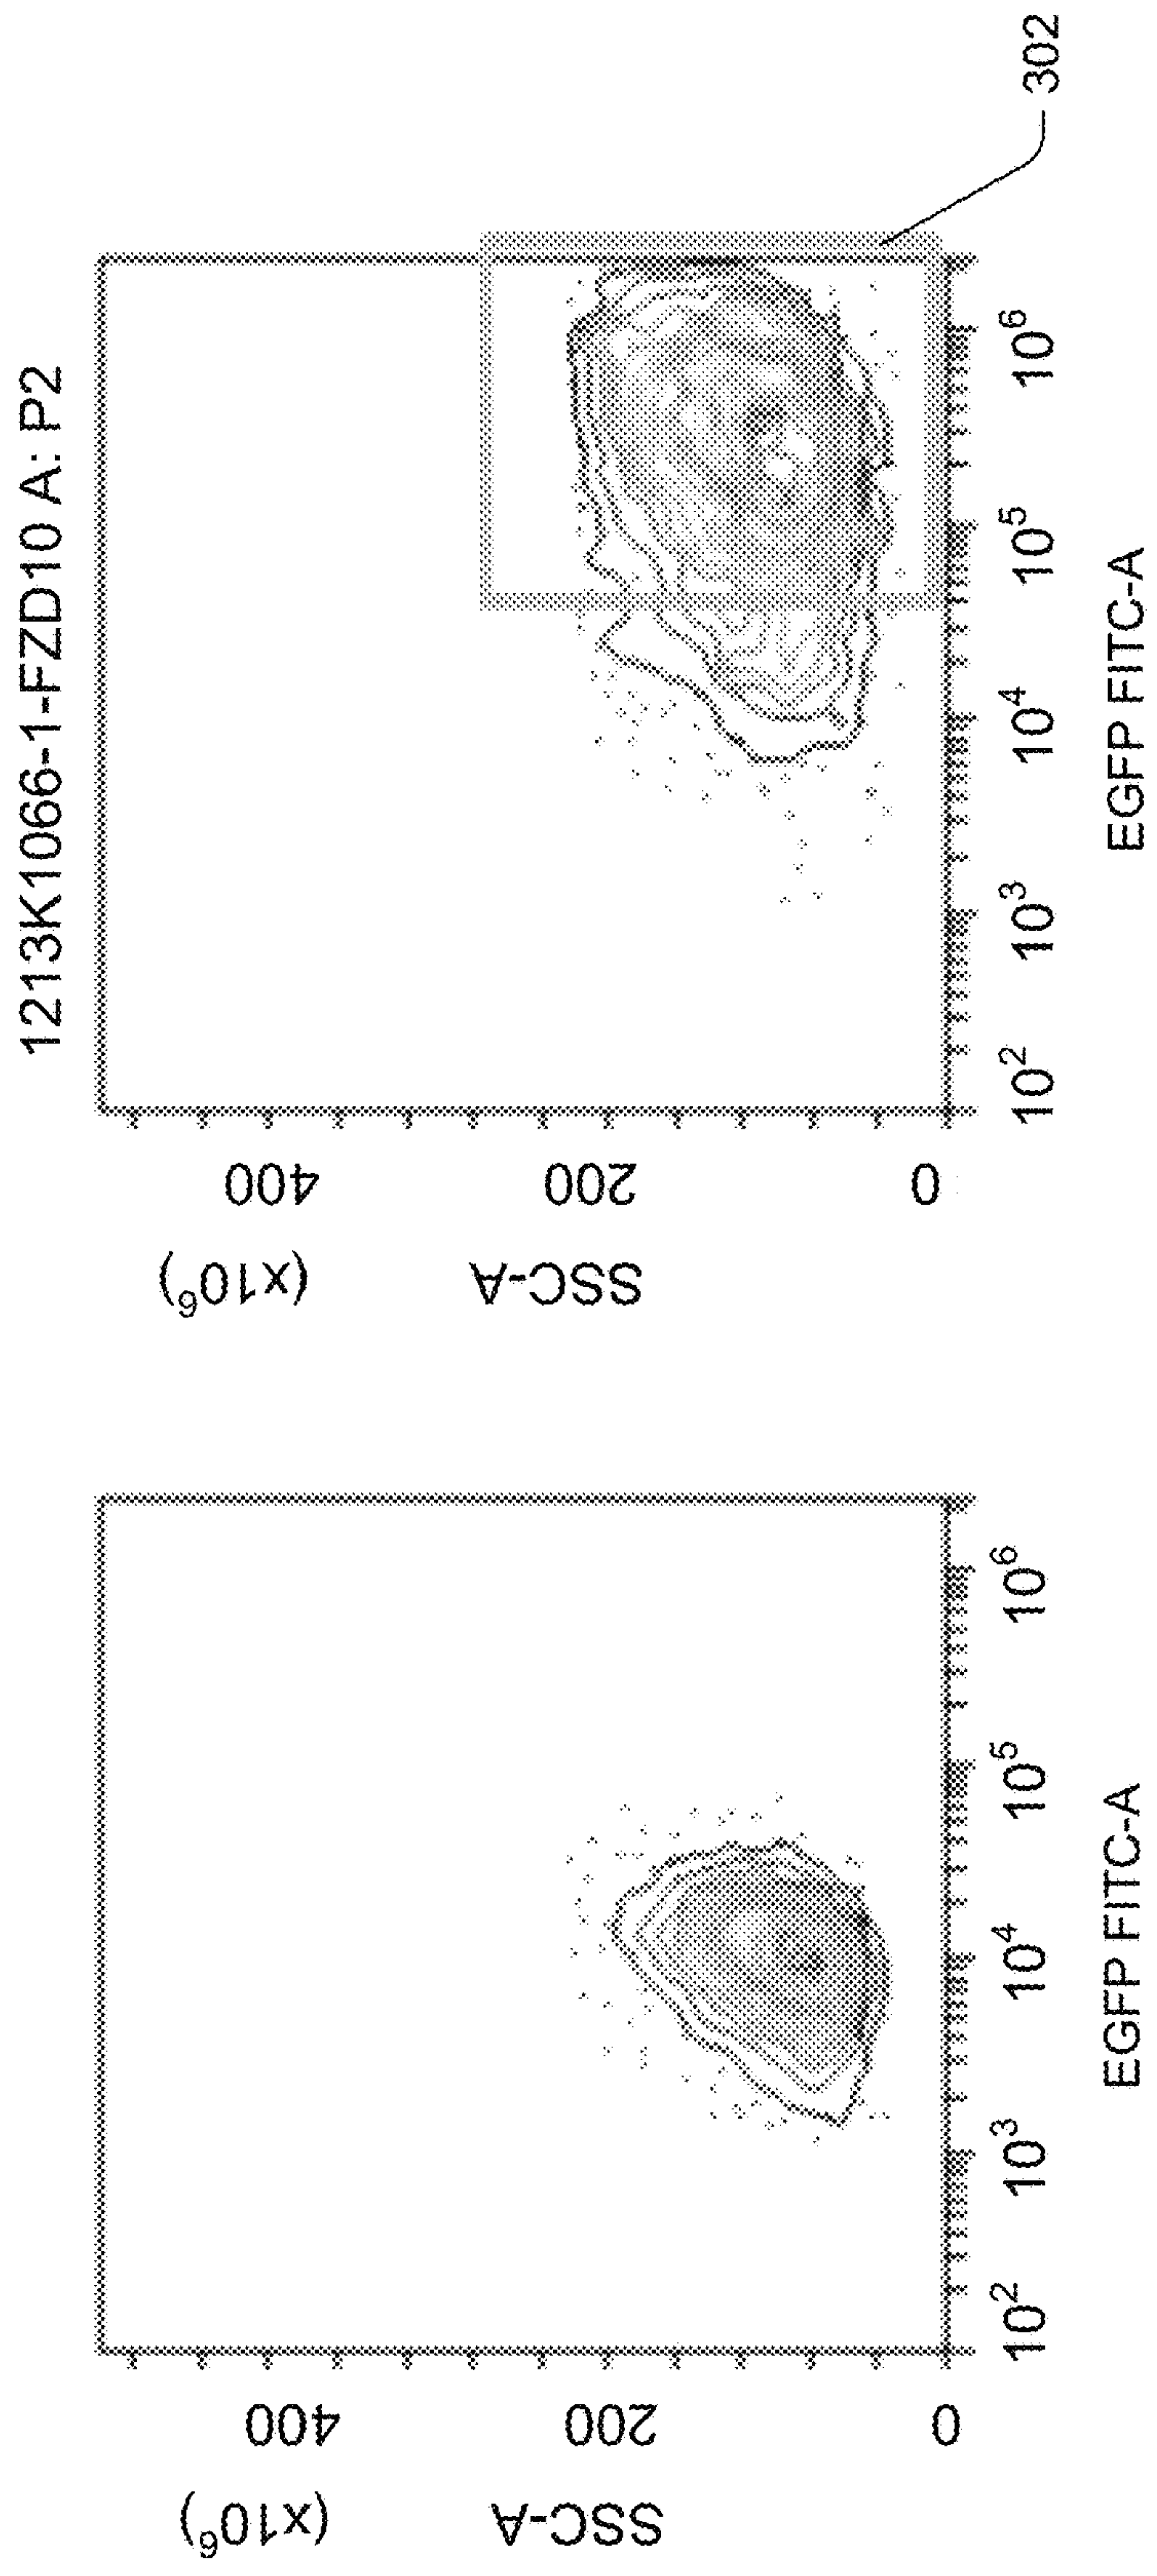 (x10⁶)
SSC-A
400
200
0
10² 10³ 10⁴ 10⁵ 10⁶
EGFP FITC-A
1213K1066-1-FZD10 A: P2
(x10⁶)
SSC-A
400
200
0
10² 10³ 10⁴ 10⁵ 10⁶
EGFP FITC-A
302